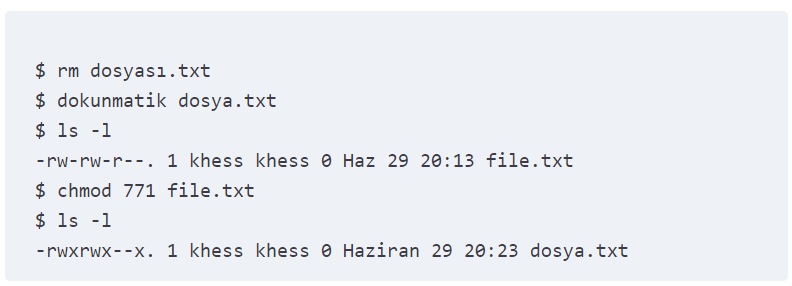 $ rm dosyası.txt
$ dokunmatik dosya.txt
$ ls -l
-rw-rw-r--. 1 khess khess 0 Haz 29 20:13 file.txt
$ chmod 771 file.txt
$ ls -l
-rwxrwx--x. 1 khess khess 0 Haziran 29 20:23 dosya.txt